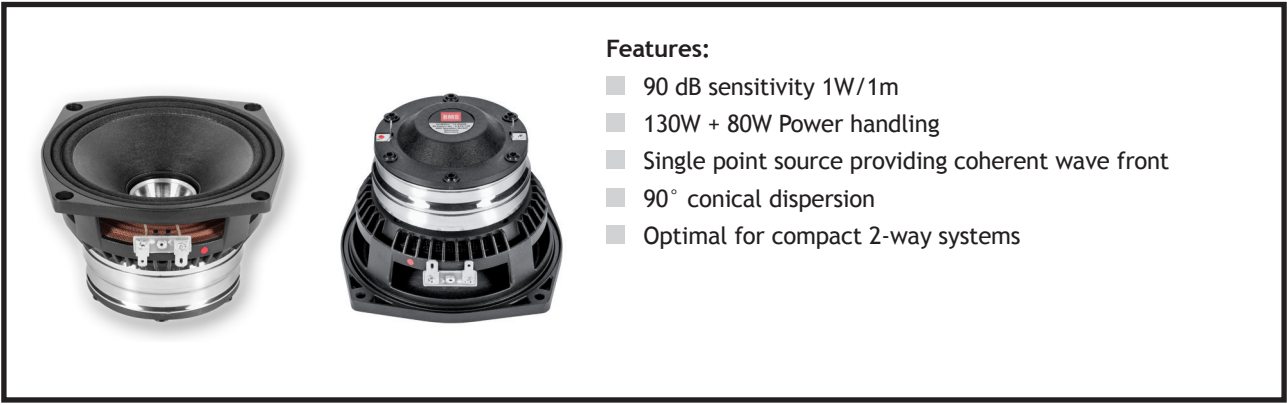 Features:
90 dB sensitivity 1W/1m
130W + 80W Power handling
Single point source providing coherent wave front
90° conical dispersion
Optimal for compact 2-way systems